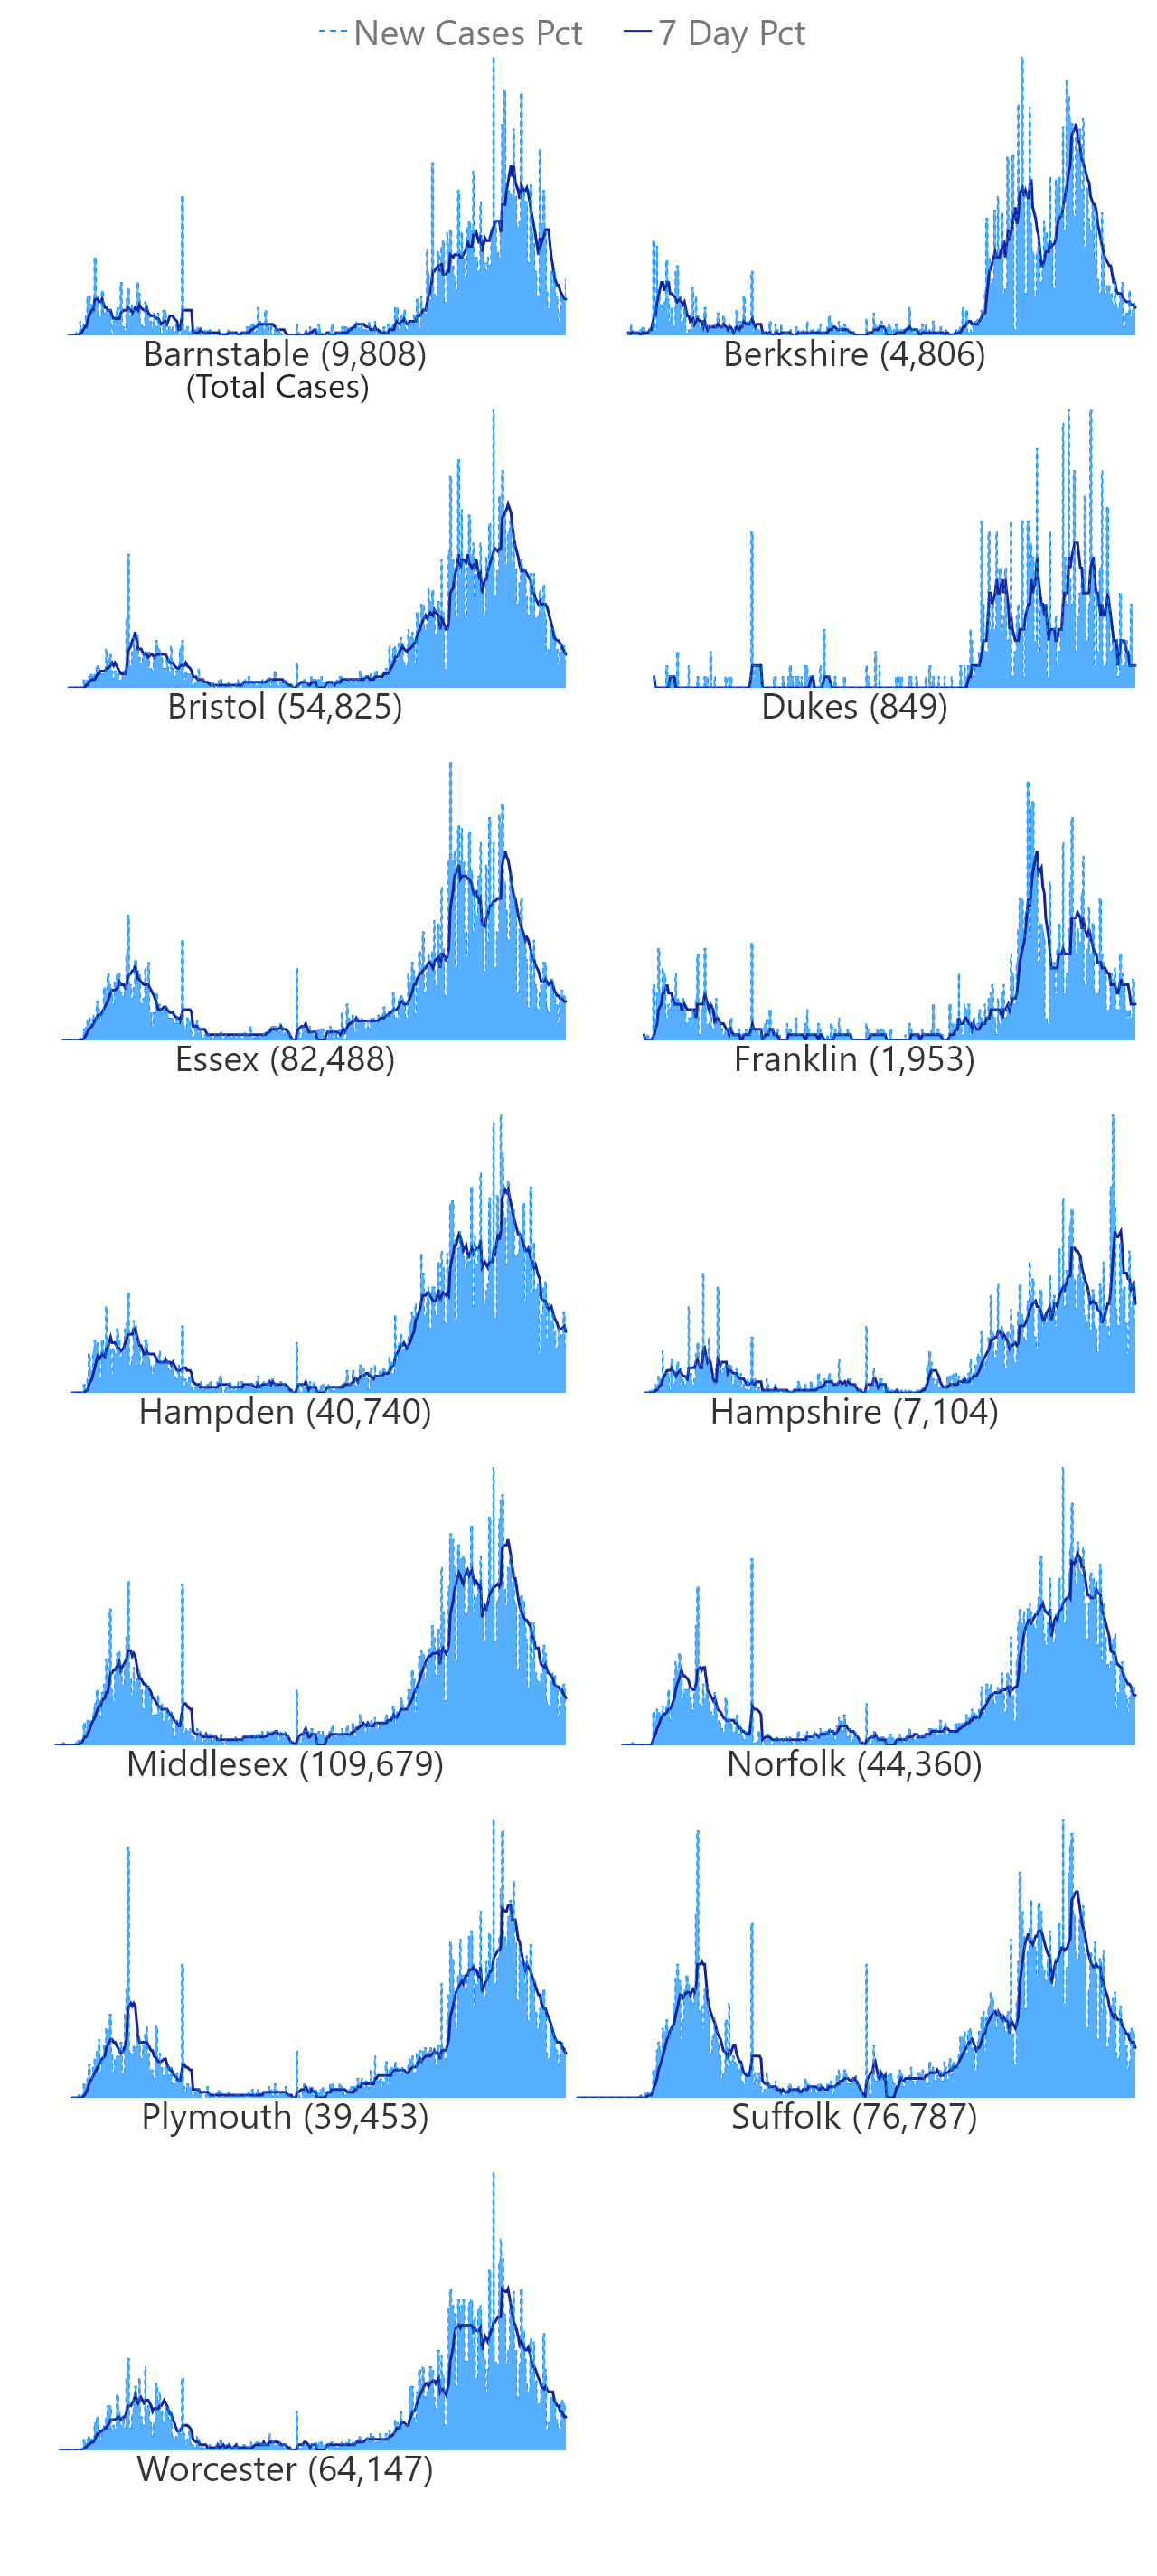 New Cases Pct 7 Day Pct
Barnstable (9,808)
(Total Cases)
Berkshire (4,806)
Bristol (54,825)
Dukes (849)
Essex (82,488)
Franklin (1,953)
Hampden (40,740)
Hampshire (7,104)
Middlesex (109,679)
Norfolk (44,360)
Plymouth (39,453)
Suffolk (76,787)
Worcester (64,147)